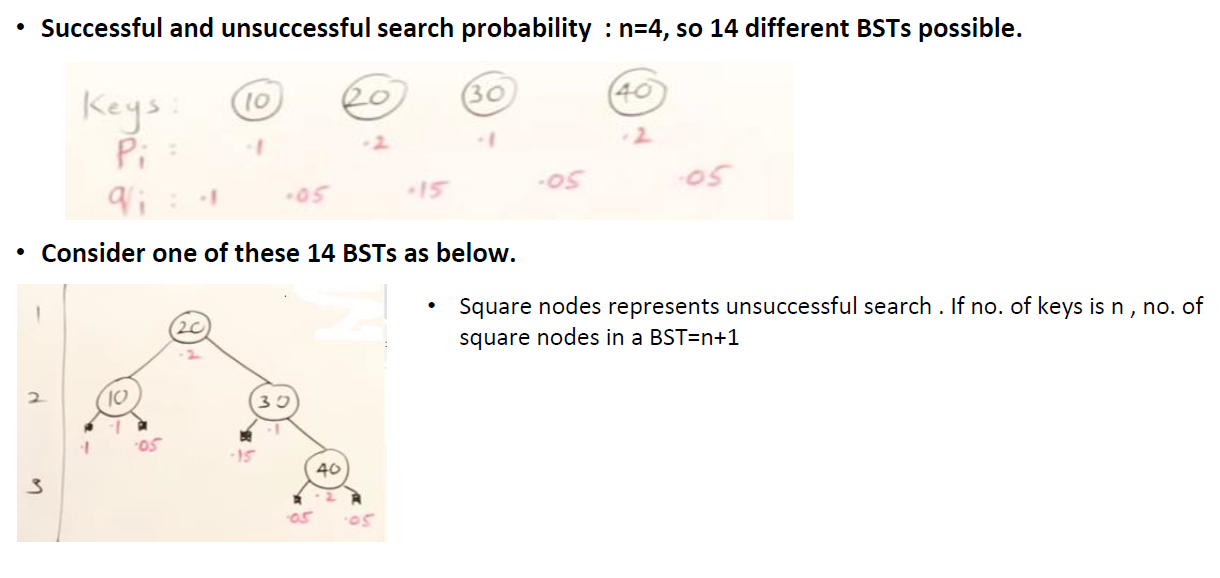 • Successful and unsuccessful search probability : n=4, so 14 different BSTs possible.
Keys: 10 20 30 40
Pi : .1 .2 .1 .2
qi : .1 .05 .15 .05 .05
• Consider one of these 14 BSTs as below.
1
20
.2
2
10
30
.1
.1
.1
.05
.15
3
40
.2
.05
.05
• Square nodes represents unsuccessful search . If no. of keys is n , no. of
square nodes in a BST=n+1